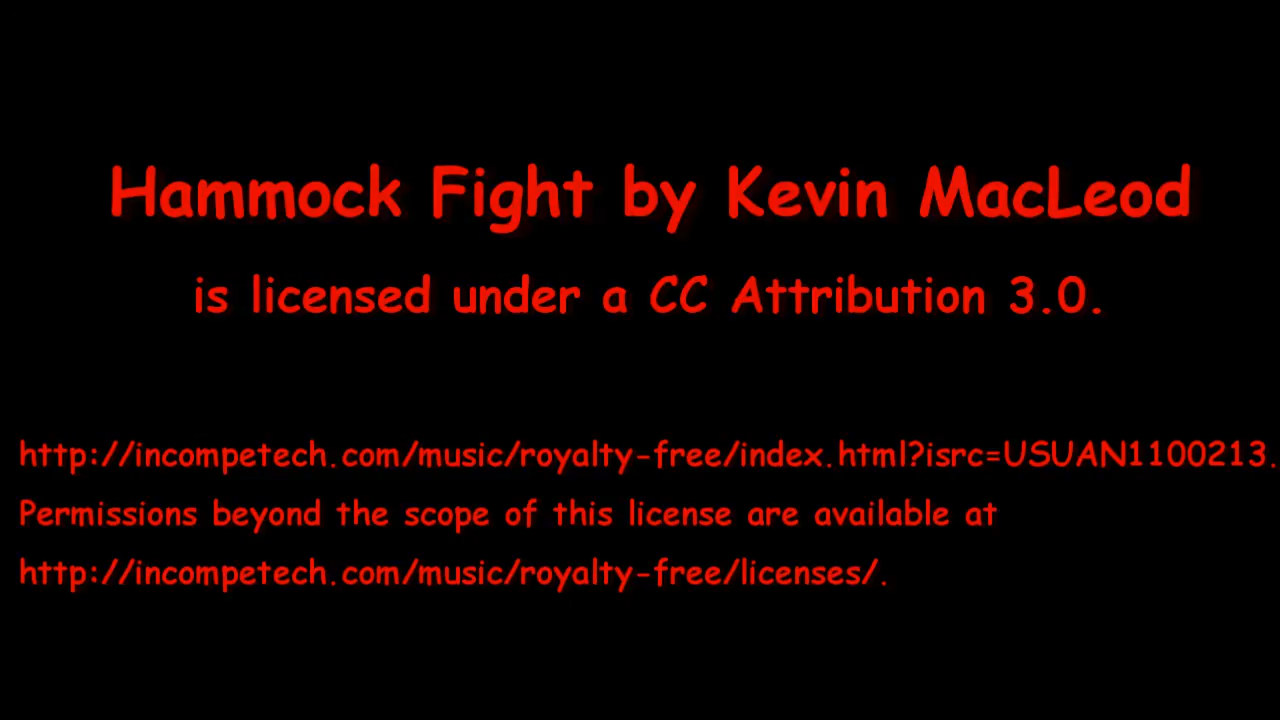 Hammock Fight by Kevin MacLeod
is licensed under a CC Attribution 3.0.
http://incompetech.com/music/royalty-free/index.html?isrc=USUAN1100213.
Permissions beyond the scope of this license are available at
http://incompetech.com/music/royalty-free/licenses/.